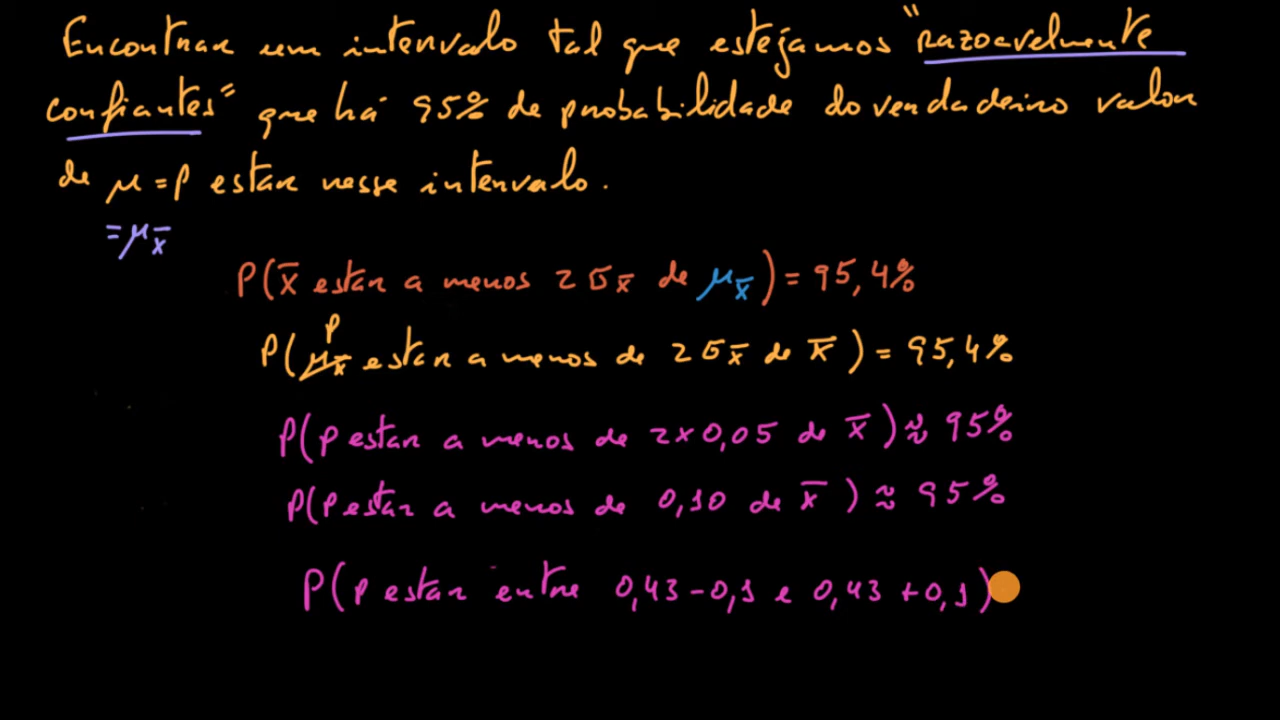 Encontrar um intervalo tal que estejamos "razoavelmente
confiantes" que há 95% de probabilidade do verdadeiro valor
de μ = p estar nesse intervalo.
= μx̄
P(x̄ estar a menos 2σx̄ de μx̄) = 95,4%
p
P(μx̄ estar a menos de 2σx̄ de x̄) = 95,4%
P(p estar a menos de 2×0,05 de x̄) ≈ 95%
P(p estar a menos de 0,10 de x̄) ≈ 95%
P(p estar entre 0,43 - 0,1 e 0,43 + 0,1)